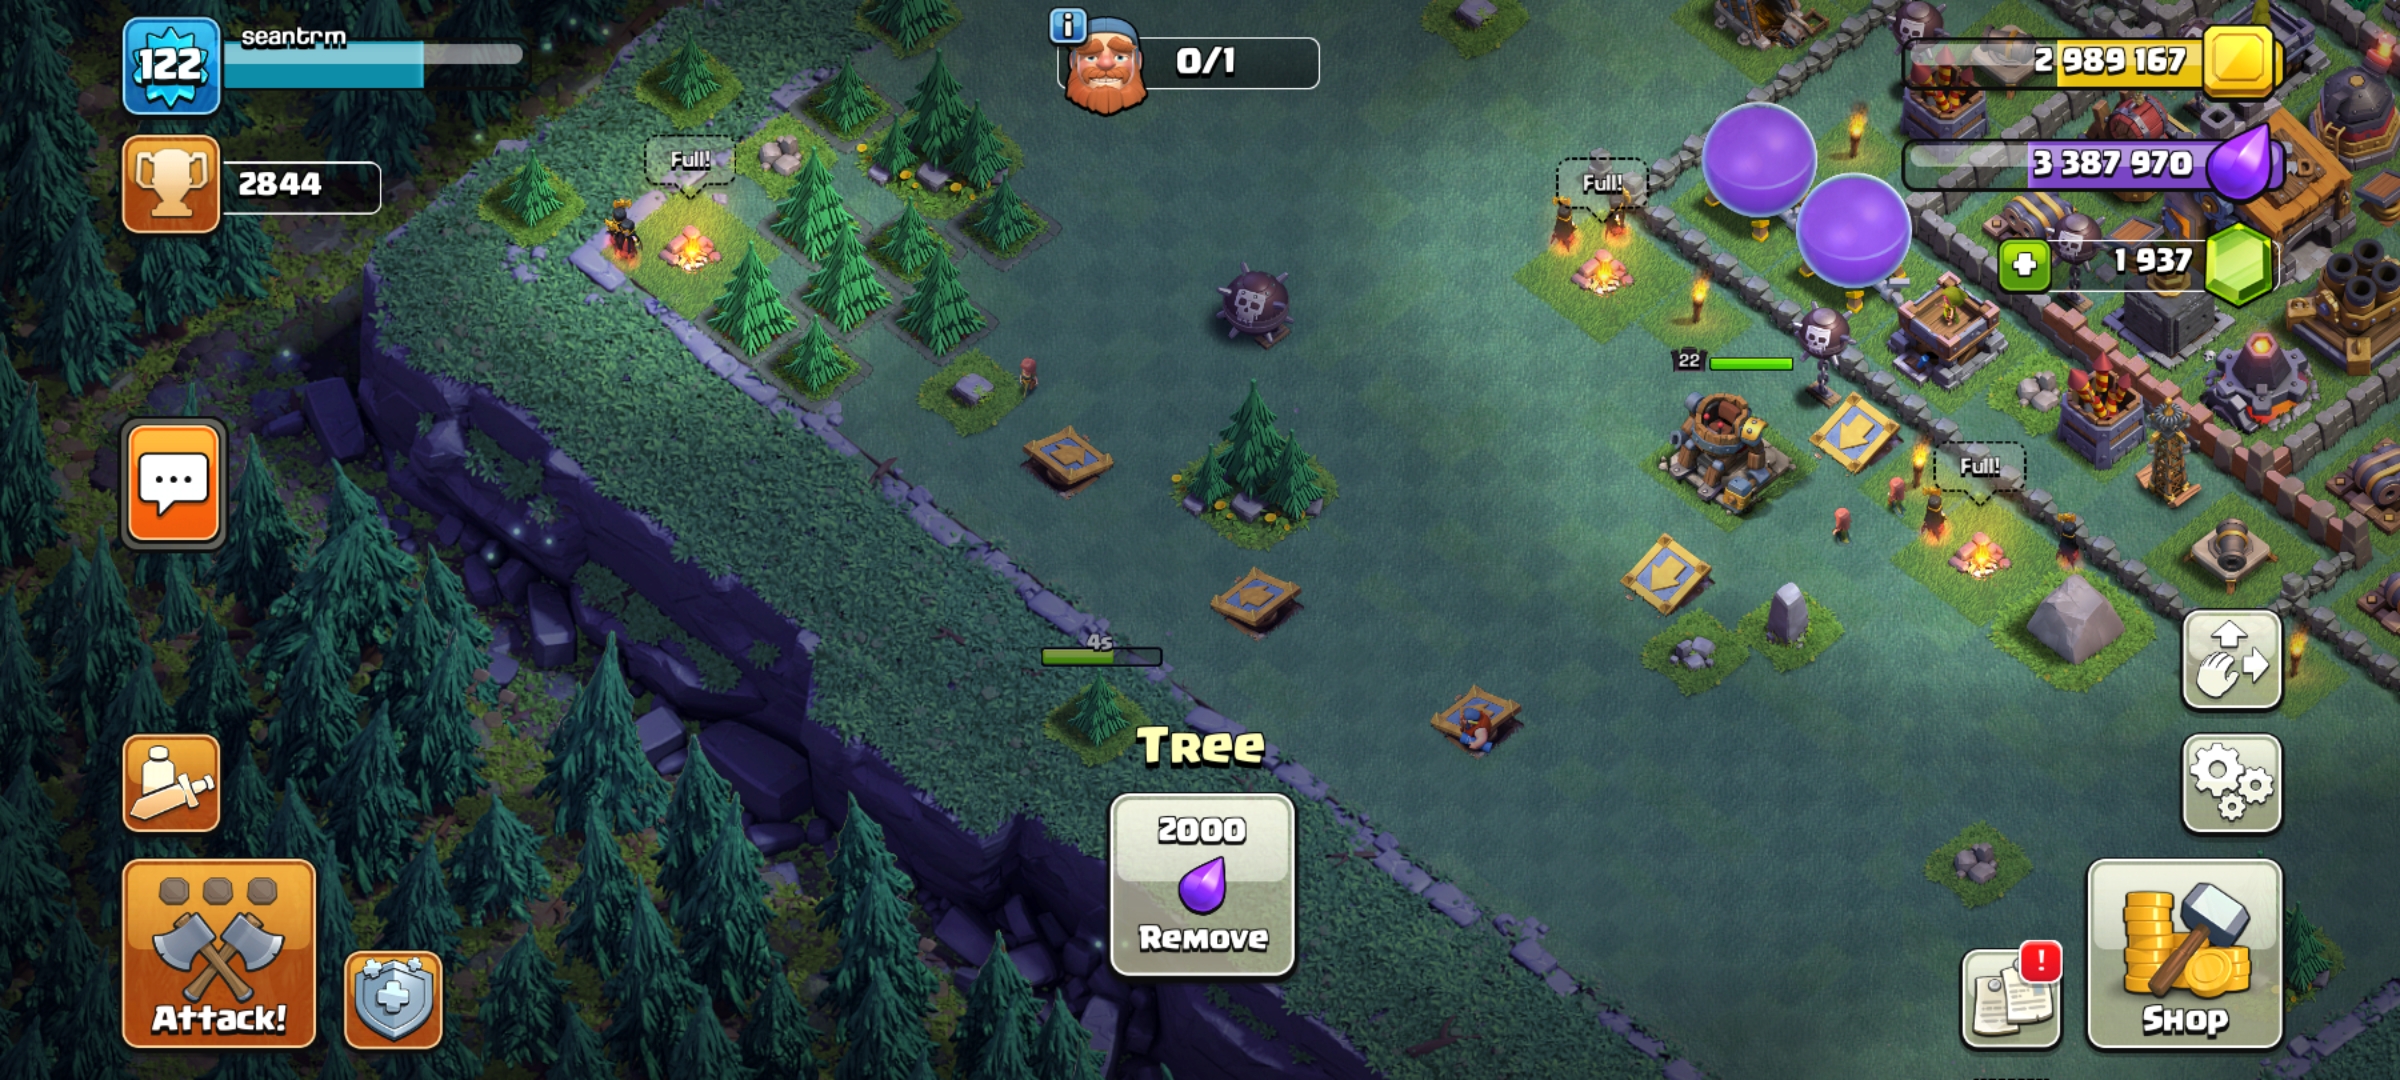 122
seantrm
i
0/1
2 989 167
2844
Full!
Full!
3 387 970
1 937
22
Full!
4s
Tree
2000
Remove
Attack!
!
Shop